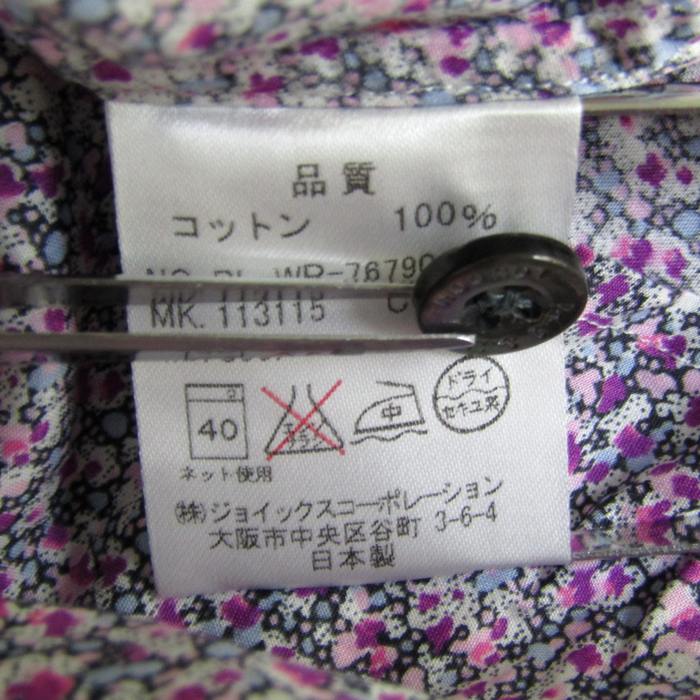 品質
コットン 100%
MK. 113115
40
中
ドライ
セキユ系
ネット使用
㈱ジョイックスコーポレーション
大阪市中央区谷町 3-6-4
日本製